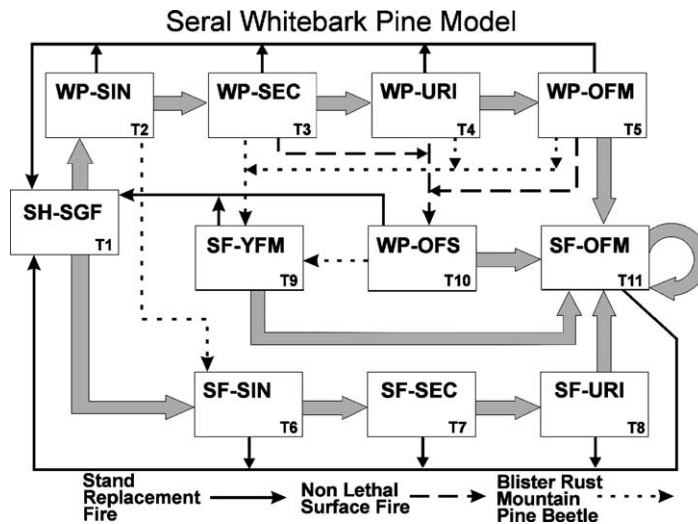 Seral Whitebark Pine Model
WP-SIN
T2
WP-SEC
T3
WP-URI
T4
WP-OFM
T5
SH-SGF
T1
SF-YFM
T9
WP-OFS
T10
SF-OFM
T11
SF-SIN
T6
SF-SEC
T7
SF-URI
T8
Stand
Replacement
Fire
Non Lethal
Surface Fire
Blister Rust
Mountain
Pine Beetle